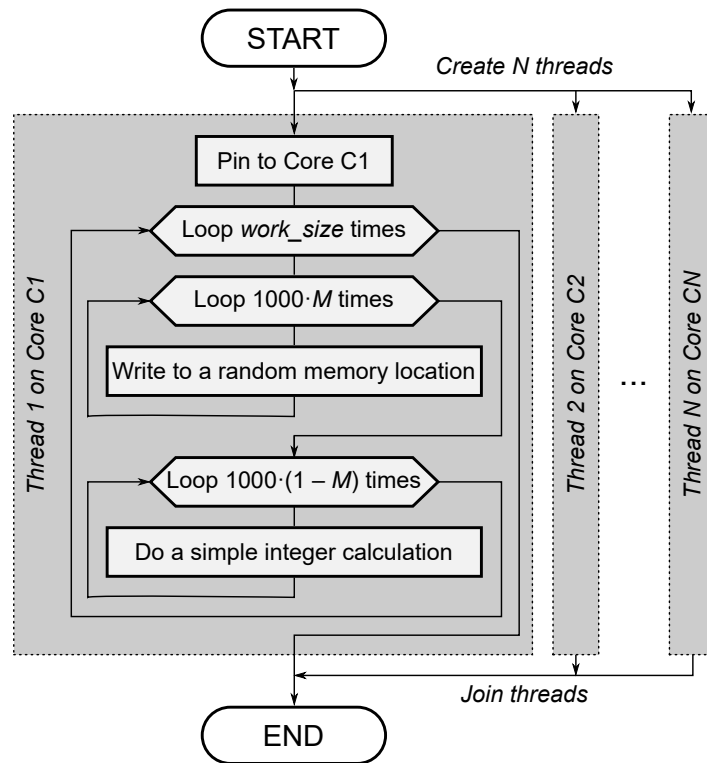 START
Create N threads
Pin to Core C1
Loop work_size times
Loop 1000·M times
Write to a random memory location
Loop 1000·(1 – M) times
Do a simple integer calculation
Thread 1 on Core C1
Thread 2 on Core C2
...
Thread N on Core CN
Join threads
END